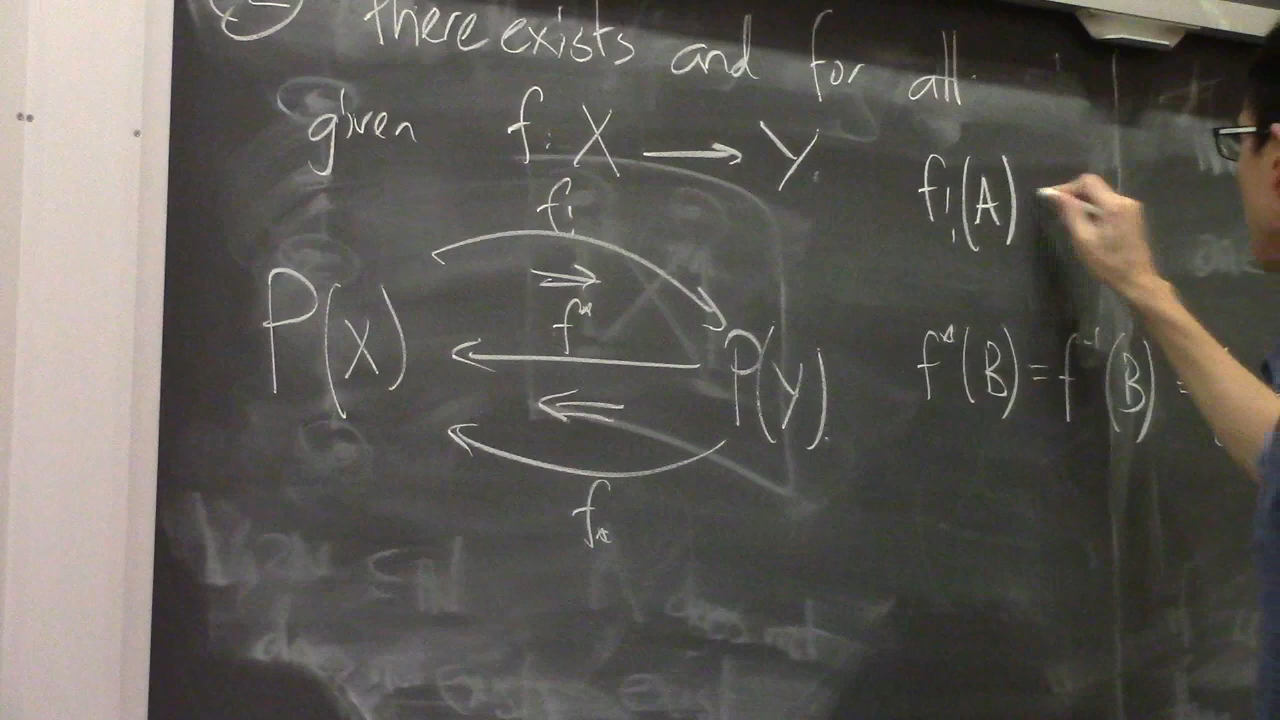 there exists and for all
given f: X → Y.
f!
f!(A)
⇒
f*
P(X)
P(Y).
f*(B) = f⁻¹(B) =
⇐
f*